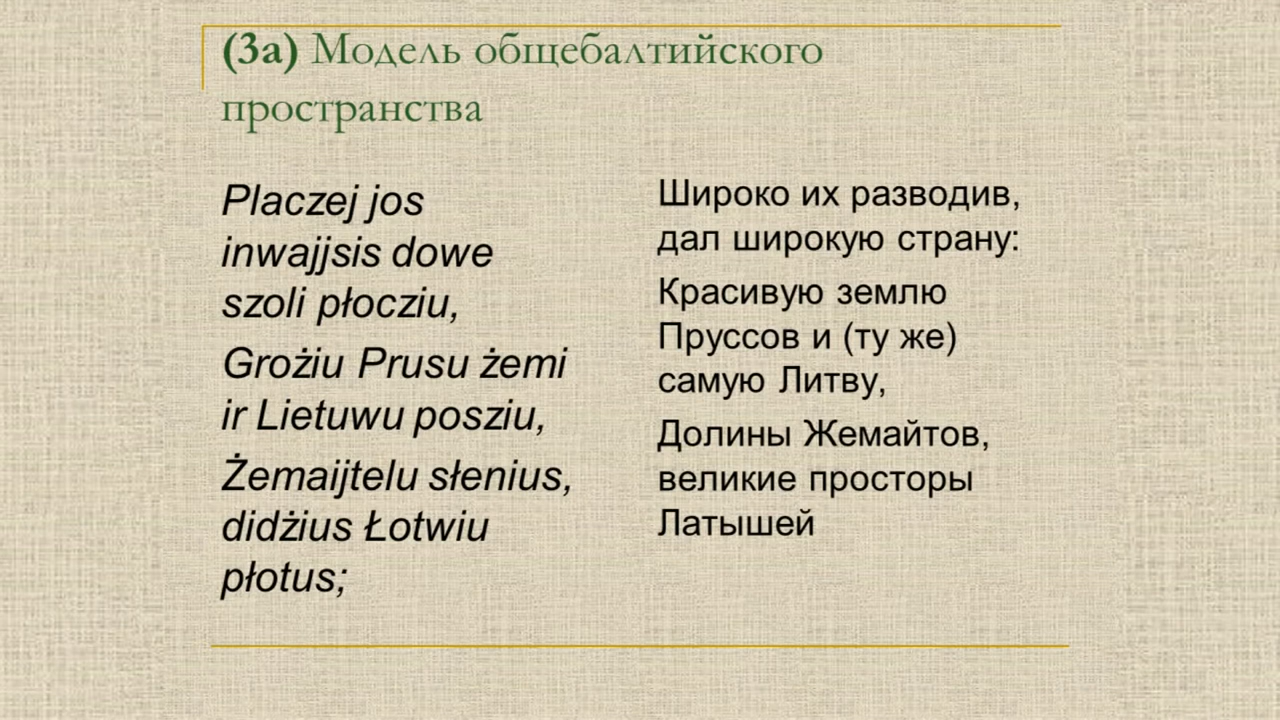 (3а) Модель общебалтийского
пространства
Placzej jos
inwajjsis dowe
szoli płocziu,
Grożiu Prusu żemi
ir Lietuwu posziu,
Żemaijtelu słenius,
didżius Łotwiu
płotus;
Широко их разводив,
дал широкую страну:
Красивую землю
Пруссов и (ту же)
самую Литву,
Долины Жемайтов,
великие просторы
Латышей